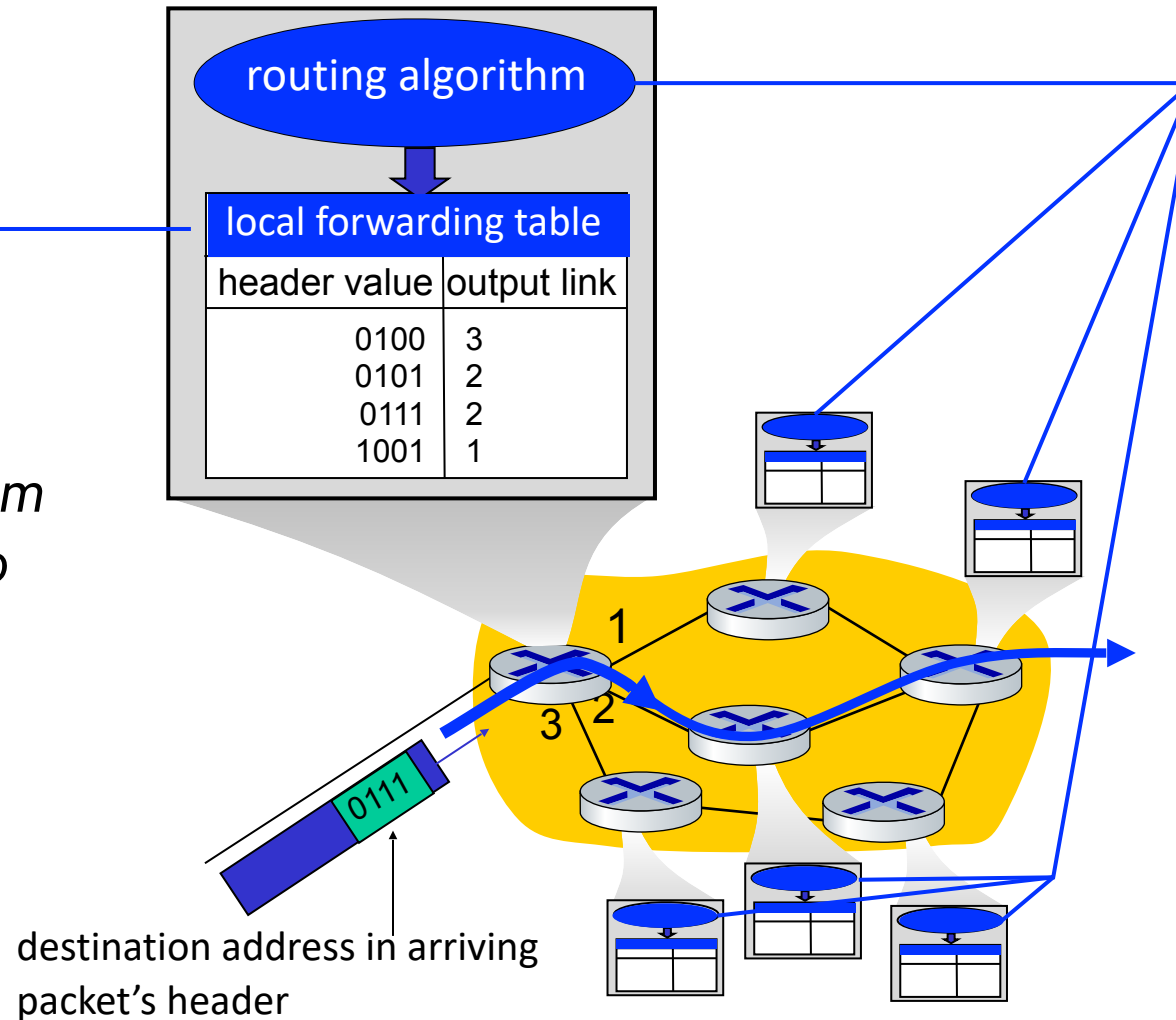 routing algorithm
local forwarding table
header value output link
0100 3
0101 2
0111 2
1001 1
m
1
2
3
0111
destination address in arriving
packet’s header